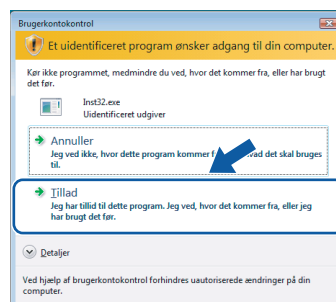 Brugerkontokontrol
Et uidentificeret program ønsker adgang til din computer.
Kør ikke programmet, medmindre du ved, hvor det kommer fra, eller har brugt
det før.
Inst32.exe
Uidentificeret udgiver
Annuller
Jeg ved ikke, hvor dette program kommer vad det skal bruges
til.
Tillad
Jeg har tillid til dette program. Jeg ved, hvor det kommer fra, eller jeg
har brugt det før.
Detaljer
Ved hjælp af brugerkontokontrol forhindres uautoriserede ændringer på din
computer.